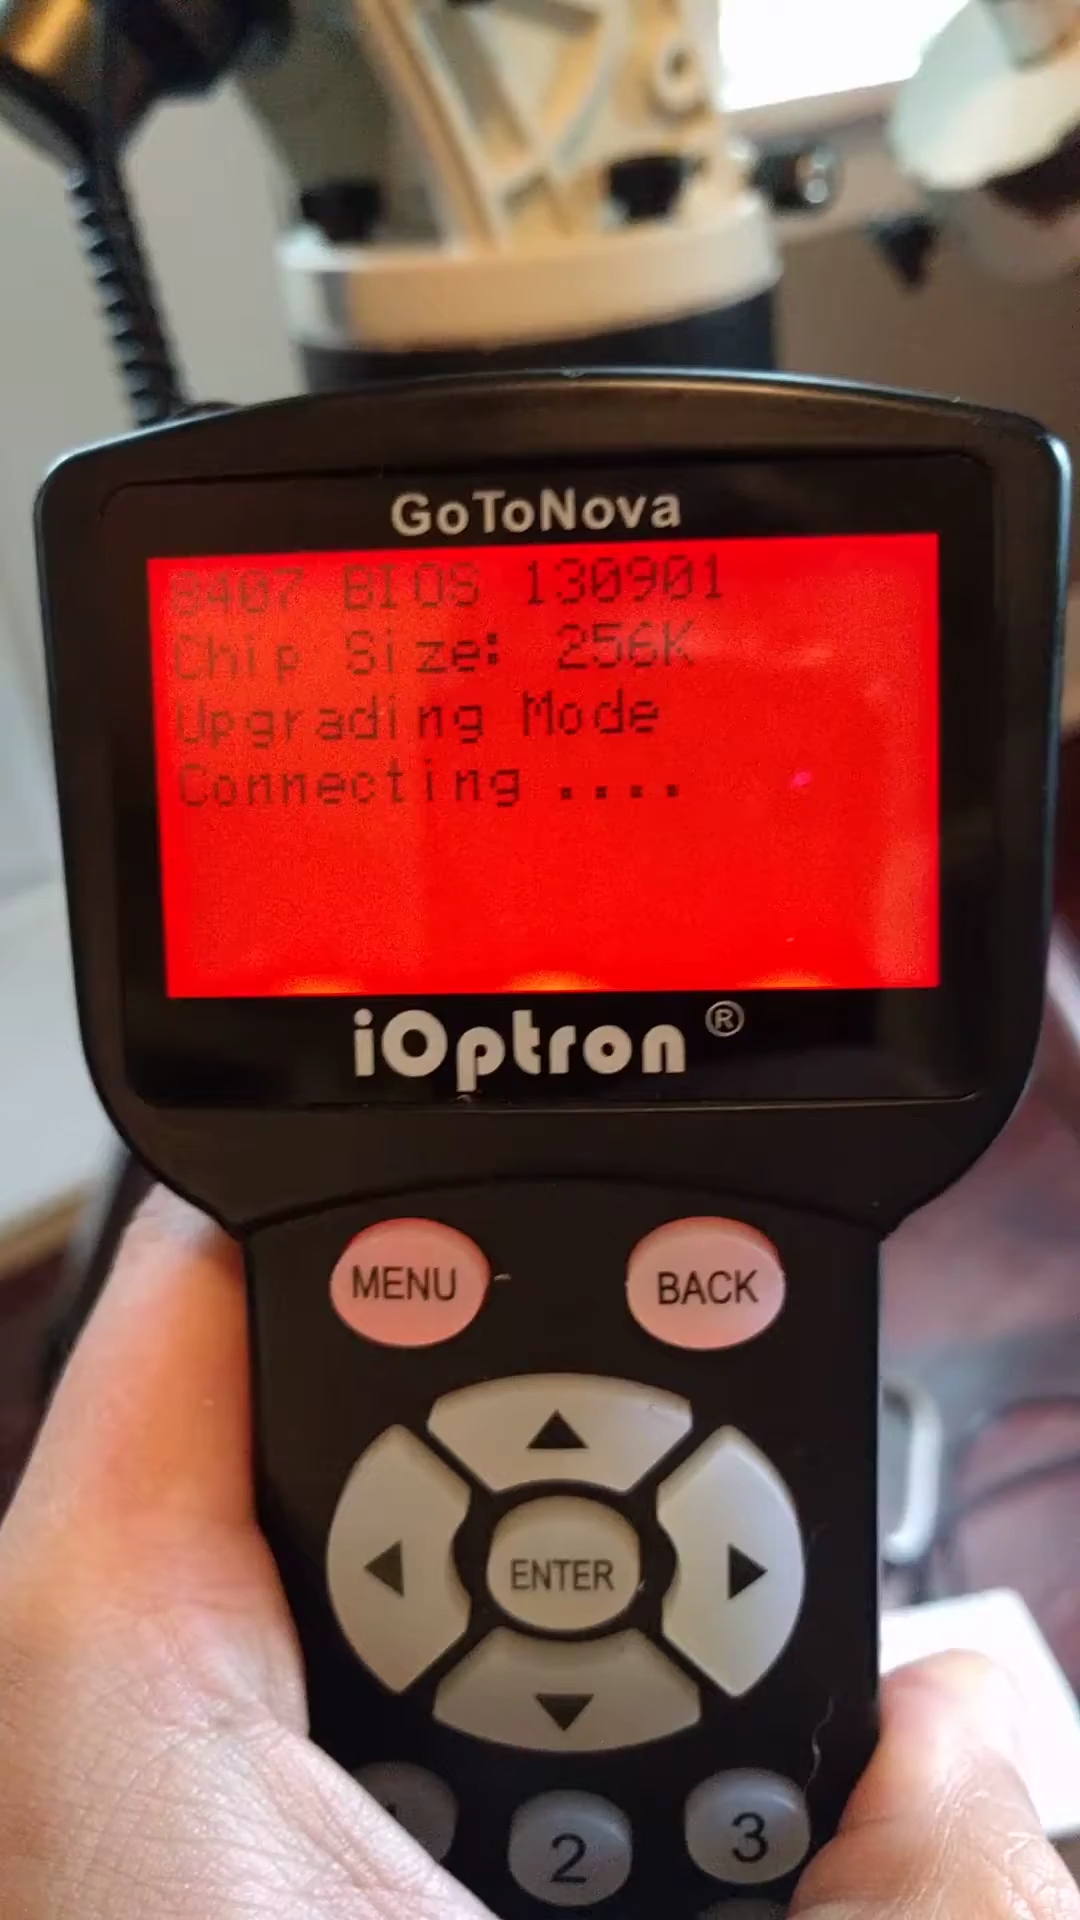 GoToNova
8407 BIOS 130901
Chip Size: 256K
Upgrading Mode
Connecting ....
iOptron®
MENU
BACK
ENTER
2
3